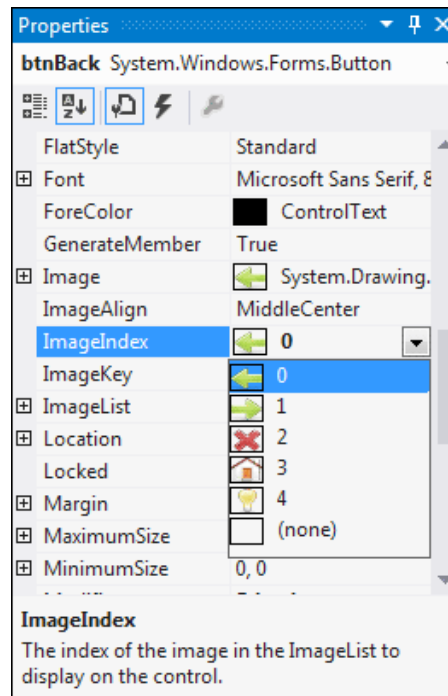 Properties
btnBack System.Windows.Forms.Button
FlatStyle Standard
Font Microsoft Sans Serif, 8
ForeColor ControlText
GenerateMember True
Image System.Drawing.
ImageAlign MiddleCenter
ImageIndex 0
ImageKey 0
ImageList 1
Location 2
Locked 3
Margin 4
MaximumSize (none)
MinimumSize 0, 0
ImageIndex
The index of the image in the ImageList to
display on the control.